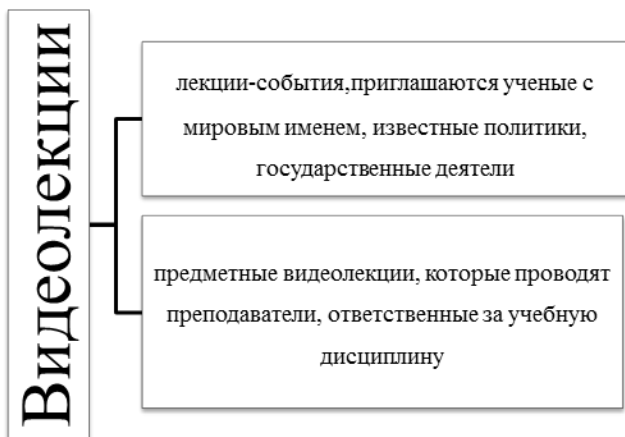 Видеолекции
лекции-события,приглашаются ученые с
мировым именем, известные политики,
государственные деятели
предметные видеолекции, которые проводят
преподаватели, ответственные за учебную
дисциплину